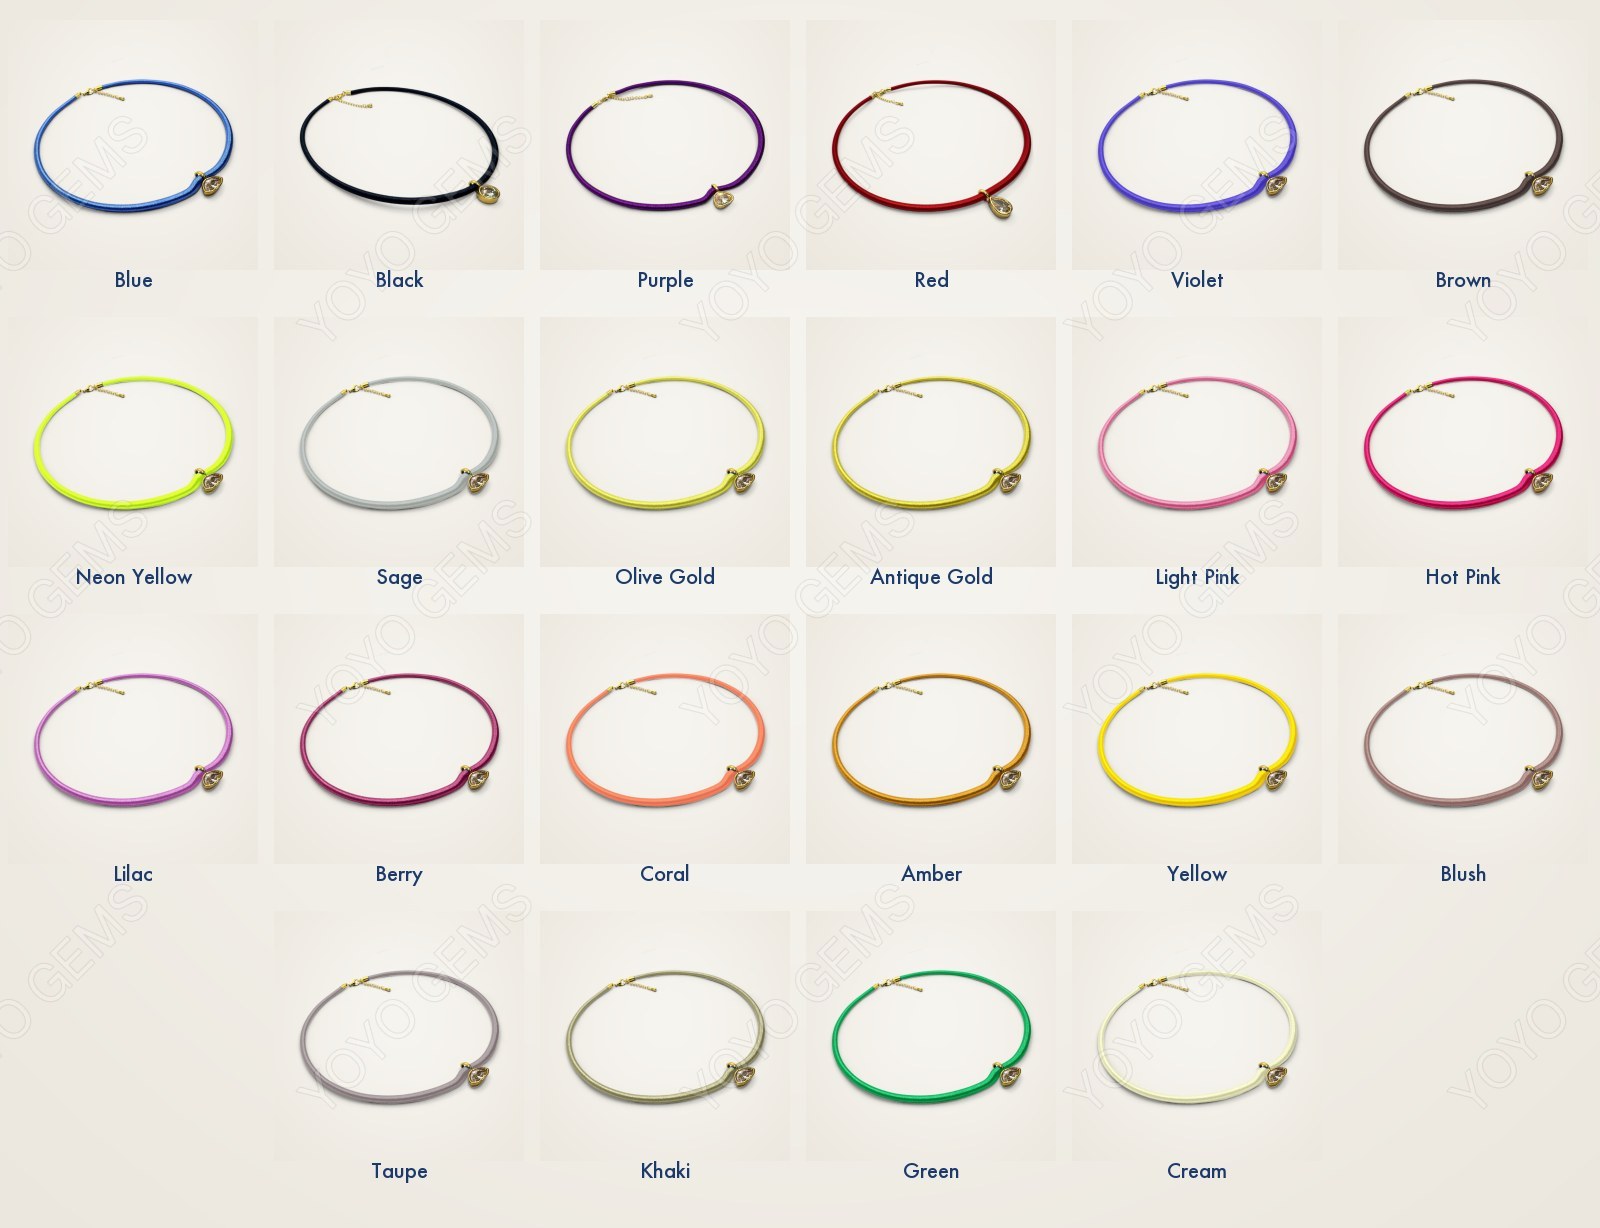 Blue Black Purple Red Violet Brown
Neon Yellow Sage Olive Gold Antique Gold Light Pink Hot Pink
Lilac Berry Coral Amber Yellow Blush
Taupe Khaki Green Cream
YOYO GEMS